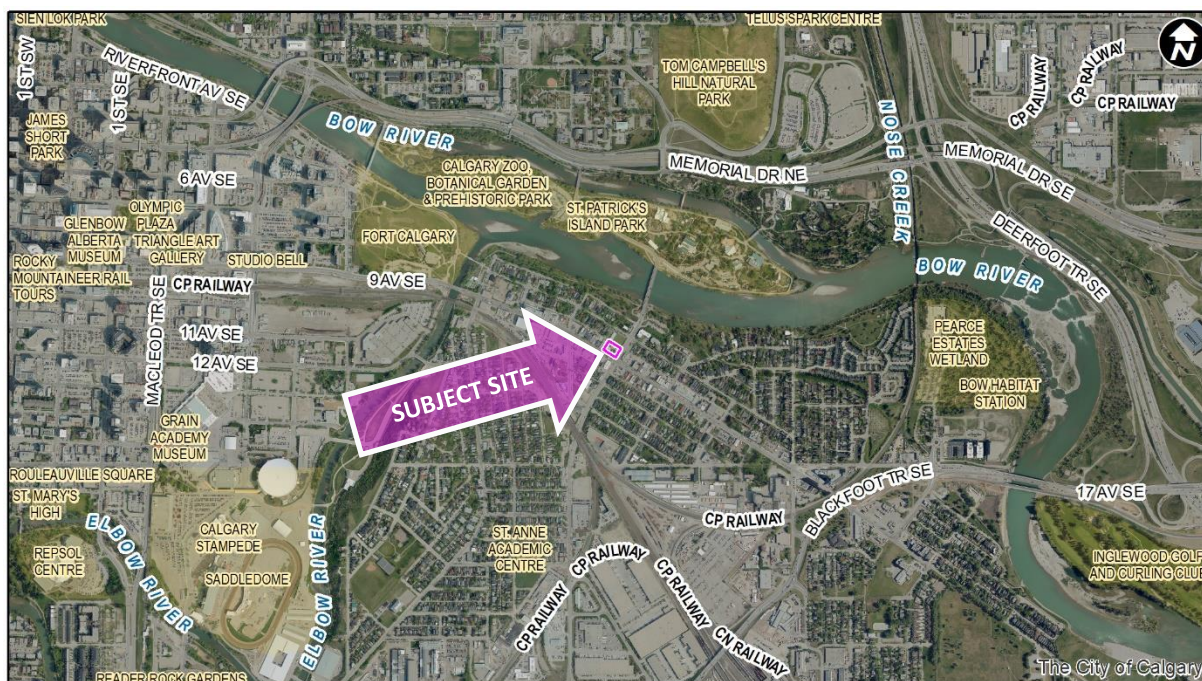 SIEN LOK PARK
TELUS SPARK CENTRE
N
1 ST SW
RIVERFRONT AV SE
1 ST SE
TOM CAMPBELL'S
HILL NATURAL
PARK
CP RAILWAY
CP RAILWAY
CP RAILWAY
JAMES
SHORT
PARK
BOW RIVER
NOSE CREEK
MEMORIAL DR NE
MEMORIAL DR SE
6 AV SE
CALGARY ZOO,
BOTANICAL GARDEN
& PREHISTORIC PARK
ST. PATRICK'S
ISLAND PARK
DEERFOOT TR SE
OLYMPIC
PLAZA
GLENBOW
ALBERTA
MUSEUM
TRIANGLE ART
GALLERY
FORT CALGARY
STUDIO BELL
ROCKY
MOUNTAINEER RAIL
TOURS
CP RAILWAY
9 AV SE
BOW RIVER
MACLEOD TR SE
11 AV SE
12 AV SE
PEARCE
ESTATES
WETLAND
BOW HABITAT
STATION
SUBJECT SITE
GRAIN
ACADEMY
MUSEUM
ROULEAUVILLE SQUARE
ST. MARY'S
HIGH
ELBOW RIVER
CALGARY
STAMPEDE
REPSOL
CENTRE
SADDLEDOME
ELBOW RIVER
ST. ANNE
ACADEMIC
CENTRE
CP RAILWAY
BLACKFOOT TR SE
17 AV SE
CP RAILWAY
CP RAILWAY
CP RAILWAY
CN RAILWAY
INGLEWOOD GOLF
AND CURLING CLUB
READER ROCK GARDENS
The City of Calgary